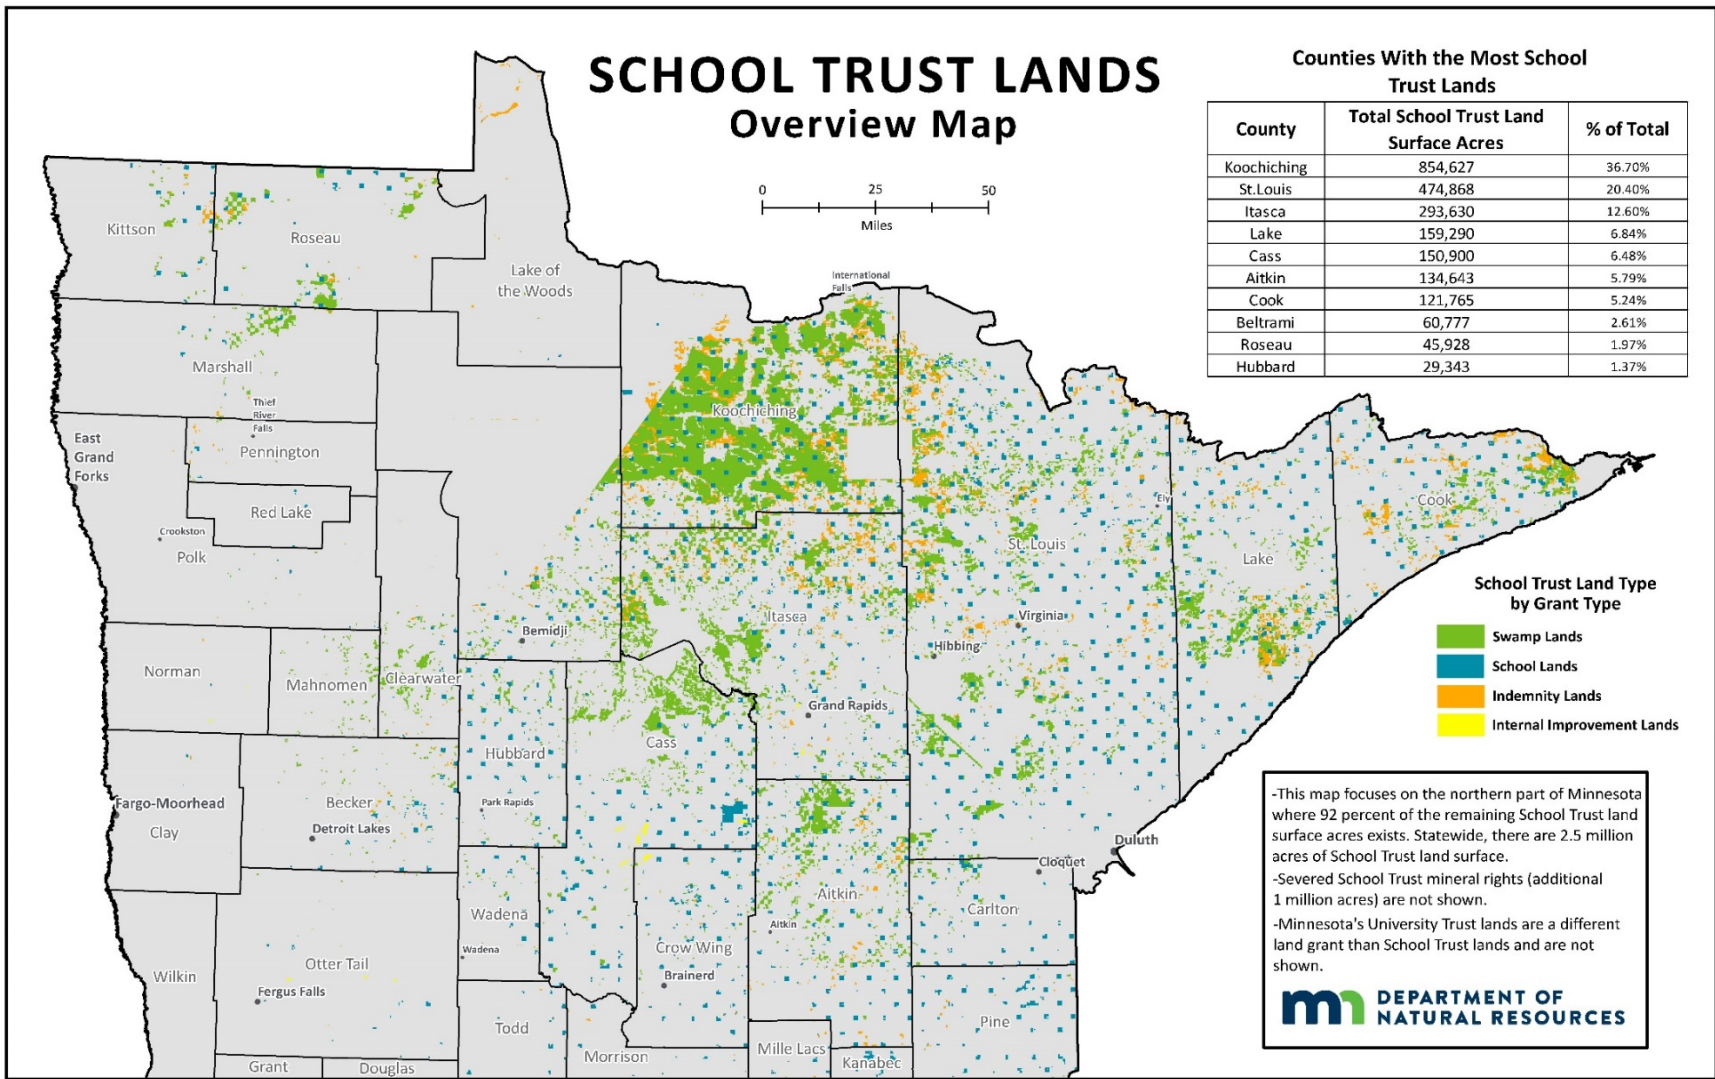 SCHOOL TRUST LANDS
Overview Map
0 25 50
Miles
Counties With the Most School
Trust Lands
County Total School Trust Land Surface Acres % of Total
Koochiching 854,627 36.70%
St.Louis 474,868 20.40%
Itasca 293,630 12.60%
Lake 159,290 6.84%
Cass 150,900 6.48%
Aitkin 134,643 5.79%
Cook 121,765 5.24%
Beltrami 60,777 2.61%
Roseau 45,928 1.97%
Hubbard 29,343 1.37%
Kittson
Roseau
Lake of
the Woods
International
Falls
Marshall
Thief
River
Falls
Koochiching
East
Grand
Forks
Pennington
Red Lake
Crookston
Polk
Ely
Cook
St. Louis
Lake
Itasca
Virginia
Bemidji
Hibbing
Norman
Mahnomen
Clearwater
Grand Rapids
Hubbard
Cass
Fargo-Moorhead
Clay
Becker
Detroit Lakes
Park Rapids
Duluth
Cloquet
Wadena
Wadena
Aitkin
Aitkin
Carlton
Crow Wing
Brainerd
Wilkin
Otter Tail
Fergus Falls
Todd
Pine
Morrison
Mille Lacs
Kanabec
Grant
Douglas
School Trust Land Type
by Grant Type
Swamp Lands
School Lands
Indemnity Lands
Internal Improvement Lands
-This map focuses on the northern part of Minnesota
where 92 percent of the remaining School Trust land
surface acres exists. Statewide, there are 2.5 million
acres of School Trust land surface.
-Severed School Trust mineral rights (additional
1 million acres) are not shown.
-Minnesota's University Trust lands are a different
land grant than School Trust lands and are not
shown.
mn DEPARTMENT OF
NATURAL RESOURCES